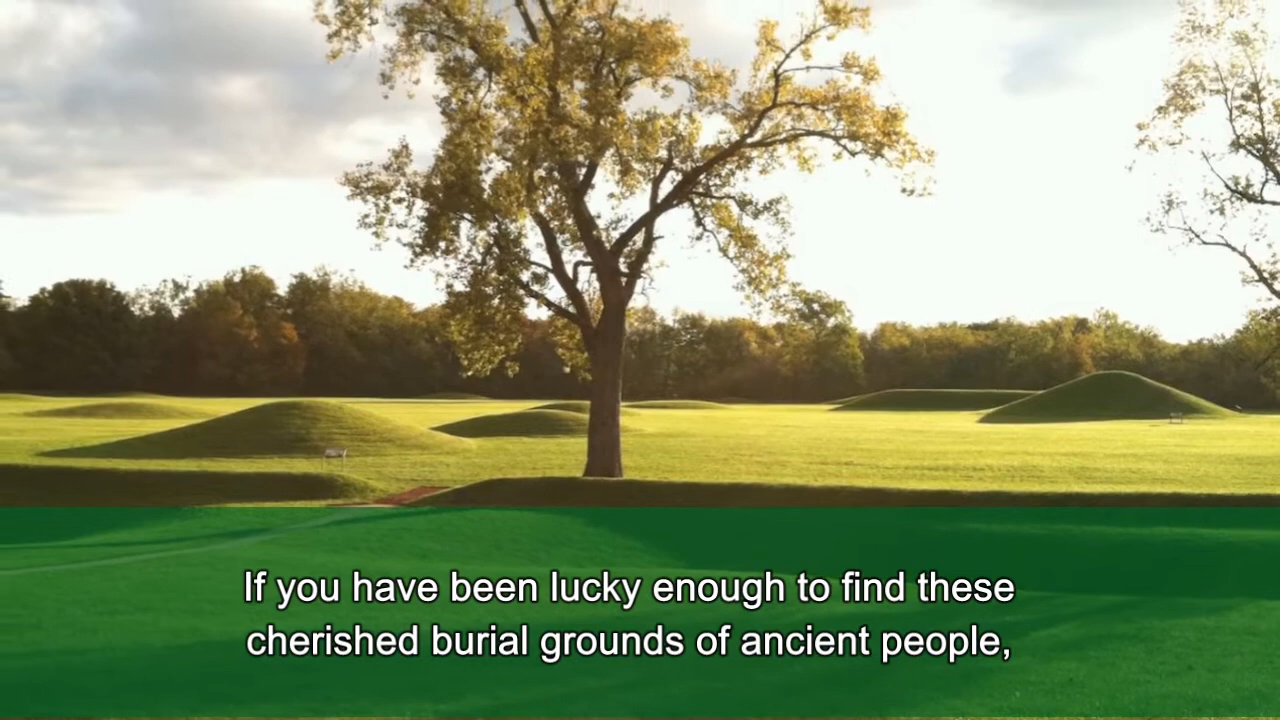 If you have been lucky enough to find these
cherished burial grounds of ancient people,